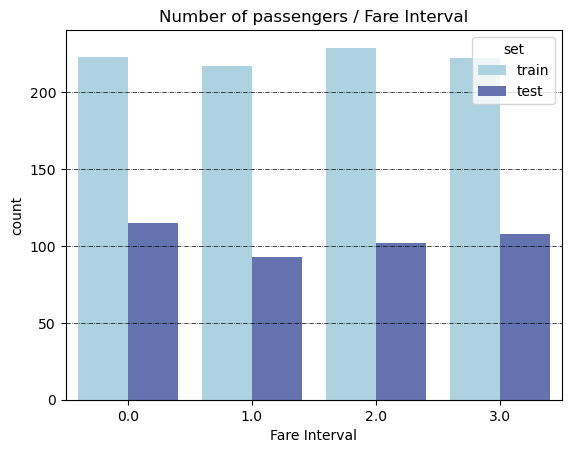 Number of passengers / Fare Interval
set
train
test
200
150
100
50
0
count
0.0
1.0
2.0
3.0
Fare Interval